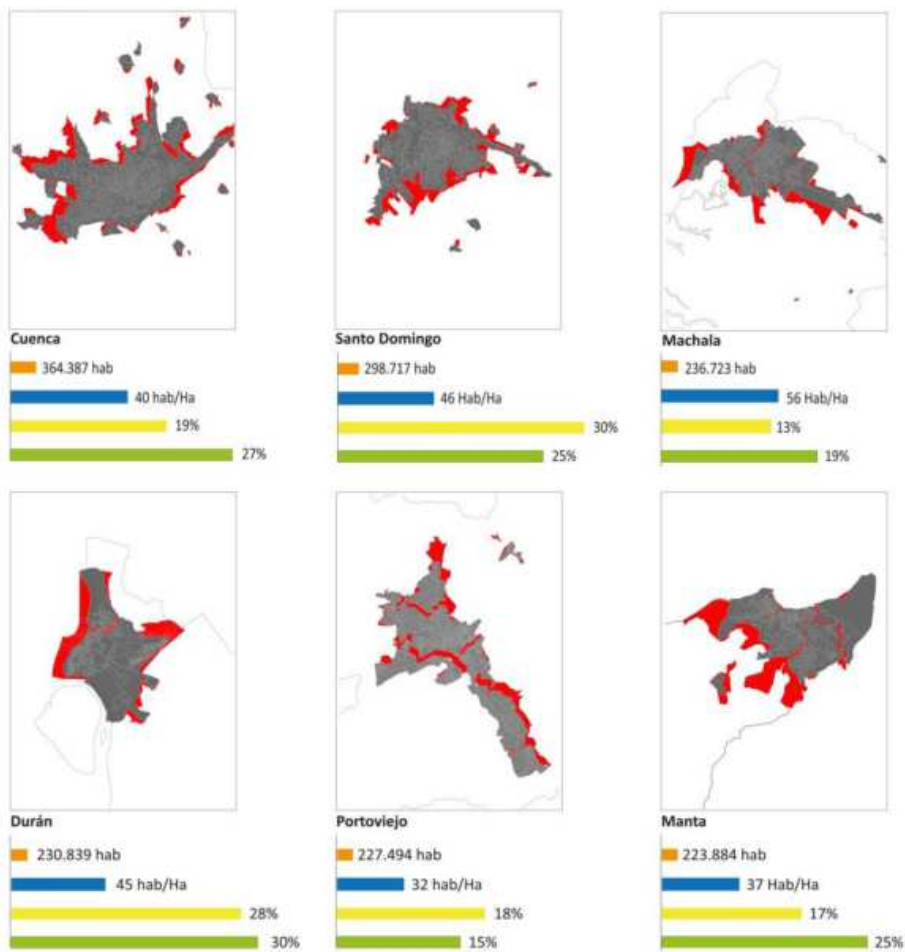 Cuenca
364.387 hab
40 hab/Ha
19%
27%
Santo Domingo
298.717 hab
46 Hab/Ha
30%
25%
Machala
236.723 hab
56 Hab/Ha
13%
19%
Durán
230.839 hab
45 hab/Ha
28%
30%
Portoviejo
227.494 hab
32 hab/Ha
18%
15%
Manta
223.884 hab
37 Hab/Ha
17%
25%